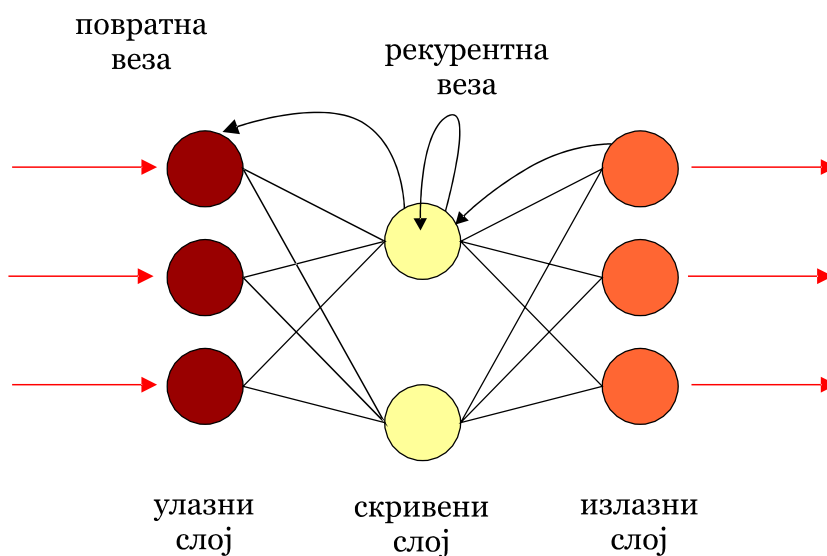 повратна
веза
рекурентна
веза
улазни
слој
скривени
слој
излазни
слој